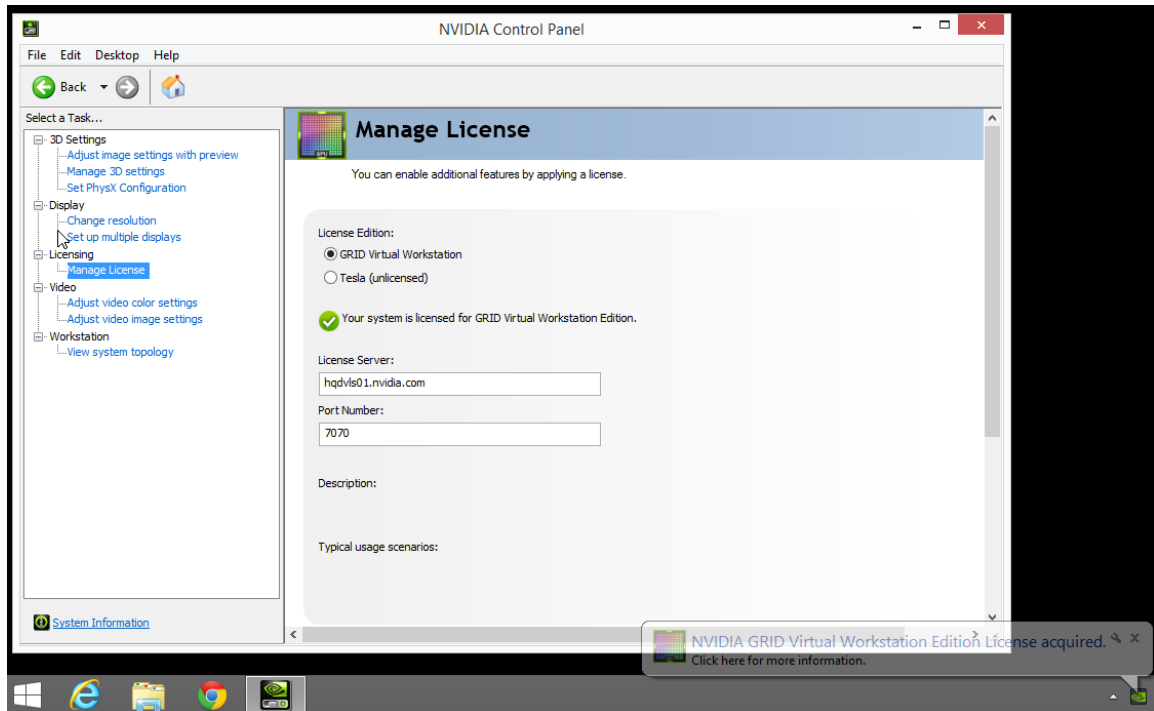 NVIDIA Control Panel
File Edit Desktop Help
Back
Select a Task...
3D Settings
Adjust image settings with preview
Manage 3D settings
Set PhysX Configuration
Display
Change resolution
Set up multiple displays
Licensing
Manage License
Video
Adjust video color settings
Adjust video image settings
Workstation
View system topology
System Information
GPU
Manage License
You can enable additional features by applying a license.
License Edition:
GRID Virtual Workstation
Tesla (unlicensed)
Your system is licensed for GRID Virtual Workstation Edition.
License Server:
hqdvls01.nvidia.com
Port Number:
7070
Description:
Typical usage scenarios:
NVIDIA GRID Virtual Workstation Edition License acquired.
Click here for more information.